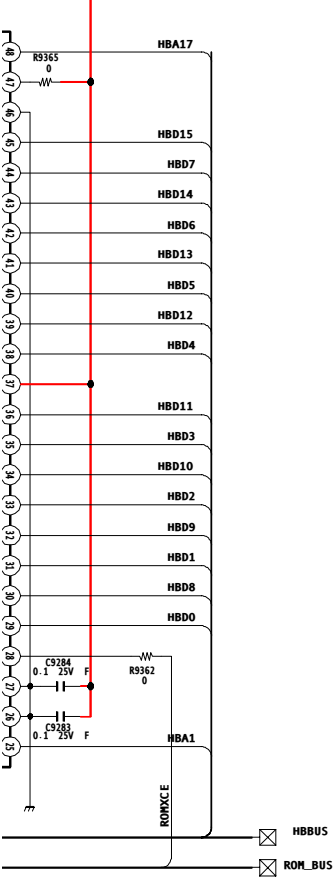 48
HBA17
R9365
0
47
46
45
HBD15
44
HBD7
43
HBD14
42
HBD6
41
HBD13
40
HBD5
39
HBD12
38
HBD4
37
36
HBD11
35
HBD3
34
HBD10
33
HBD2
32
HBD9
31
HBD1
30
HBD8
29
HBD0
28
C9284
0.1 25V F
R9362
0
27
26
C9283
0.1 25V F
25
HBA1
ROMXCE
HBBUS
ROM_BUS